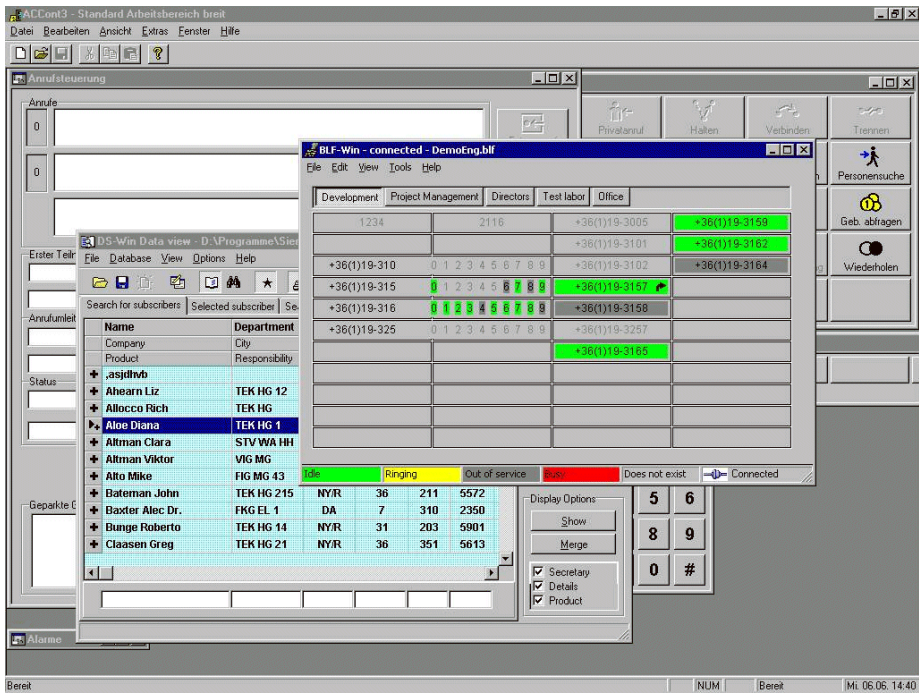 ACCont3 - Standard Arbeitsbereich breit
Datei Bearbeiten Ansicht Extras Fenster Hilfe
Anrufsteuerung
Anrufe
0
0
Privatanruf Halten Verbinden Trennen
Personensuche
Geb. abfragen
Wiederholen
BLF-Win - connected - DemoEng.blf
File Edit View Tools Help
Development Project Management Directors Test labor Office
1234 2116 +36(1)19-3005 +36(1)19-3159
+36(1)19-3101 +36(1)19-3162
+36(1)19-310 0 1 2 3 4 5 6 7 8 9 +36(1)19-3102 +36(1)19-3164
+36(1)19-315 0 1 2 3 4 5 6 7 8 9 +36(1)19-3157
+36(1)19-316 0 1 2 3 4 5 6 7 8 9 +36(1)19-3158
+36(1)19-325 0 1 2 3 4 5 6 7 8 9 +36(1)19-3257
+36(1)19-3165
Idle Ringing Out of service Busy Does not exist Connected
Erster Teiln
Anrufumleit
Status
Geparkte G
DS-Win Data view - D:\Programme\Sier
File Database View Options Help
Search for subscribers Selected subscriber Se
Name Department
Company City
Product Responsibility
,asjdhvb
Ahearn Liz TEK HG 12
Allocco Rich TEK HG
Aloe Diana TEK HG 1
Altman Clara STV WA HH
Altman Viktor VIG MG
Alto Mike FIG MG 43
Bateman John TEK HG 215 NY/R 36 211 5572
Baxter Alec Dr. FKG EL 1 DA 7 310 2350
Bunge Roberto TEK HG 14 NY/R 31 203 5901
Claasen Greg TEK HG 21 NY/R 36 351 5613
Display Options
Show
Merge
Secretary
Details
Product
5 6
8 9
0 #
Alarme
Bereit NUM Bereit Mi. 06.06. 14:40